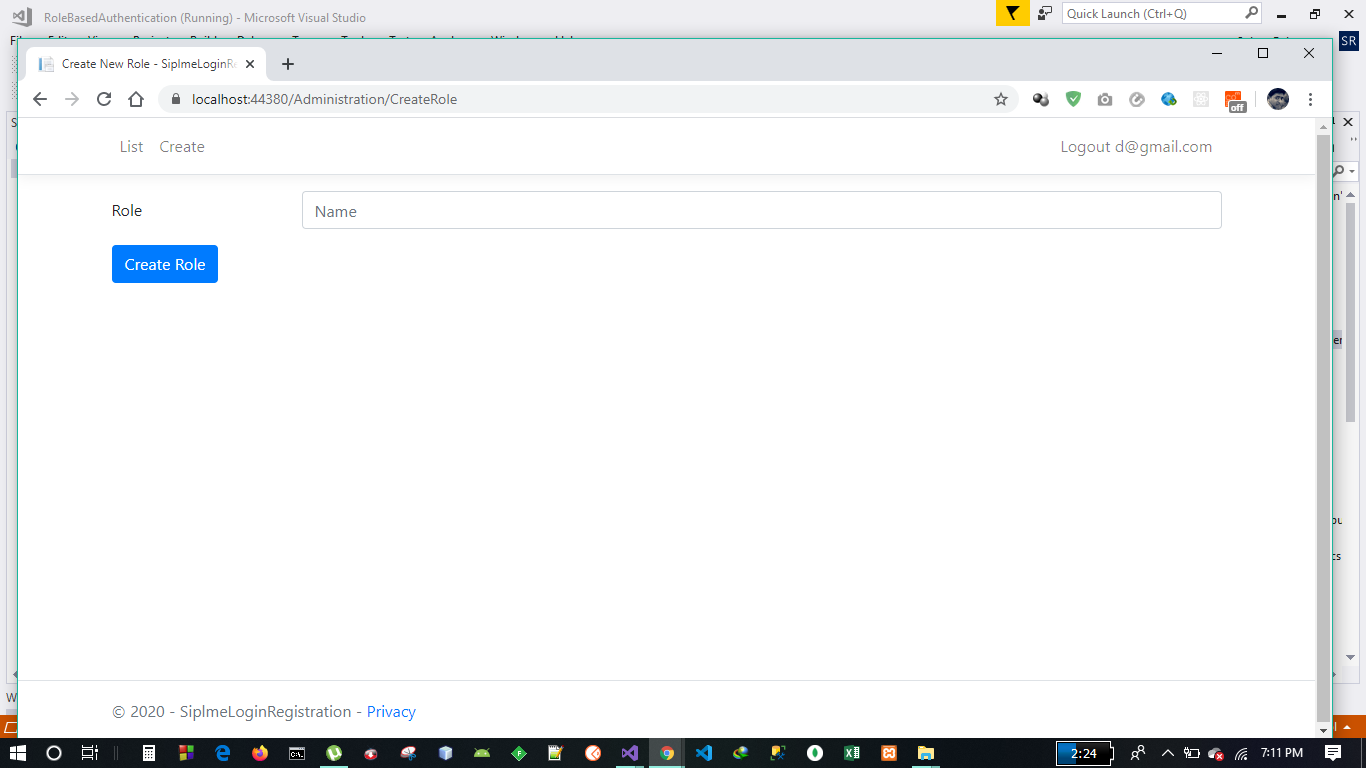 RoleBasedAuthentication (Running) - Microsoft Visual Studio
Quick Launch (Ctrl+Q)
SR
Create New Role - SiplmeLoginR
localhost:44380/Administration/CreateRole
off
List Create Logout d@gmail.com
Role Name
Create Role
© 2020 - SiplmeLoginRegistration - Privacy
2:24 7:11 PM